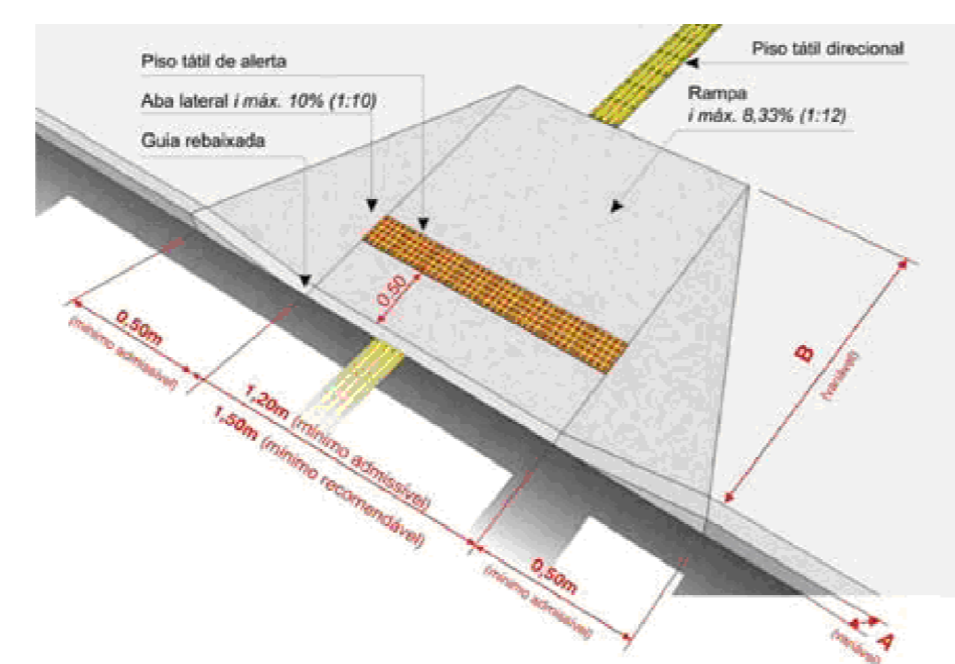 Piso tátil de alerta
Aba lateral i máx. 10% (1:10)
Guia rebaixada
Piso tátil direcional
Rampa
i máx. 8,33% (1:12)
0.50
0,50m
(mínimo admissível)
1,20m (mínimo admissível)
1,50m (mínimo recomendável)
0,50m
(mínimo admissível)
B
(variável)
A
(variável)